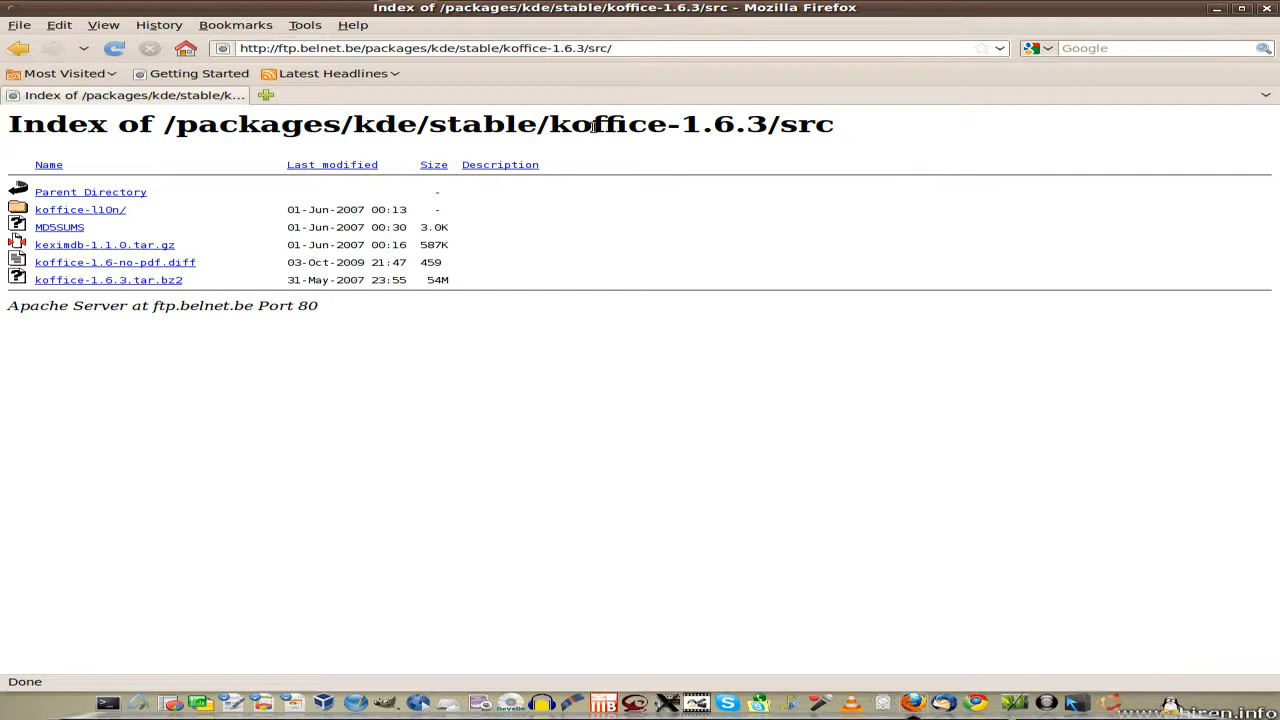 Index of /packages/kde/stable/koffice-1.6.3/src - Mozilla Firefox
File Edit View History Bookmarks Tools Help
http://ftp.belnet.be/packages/kde/stable/koffice-1.6.3/src/
Google
Most Visited Getting Started Latest Headlines
Index of /packages/kde/stable/k...
Index of /packages/kde/stable/koffice-1.6.3/src
Name Last modified Size Description
Parent Directory -
koffice-l10n/ 01-Jun-2007 00:13 -
MD5SUMS 01-Jun-2007 00:30 3.0K
keximdb-1.1.0.tar.gz 01-Jun-2007 00:16 587K
koffice-1.6-no-pdf.diff 03-Oct-2009 21:47 459
koffice-1.6.3.tar.bz2 31-May-2007 23:55 54M
Apache Server at ftp.belnet.be Port 80
Done
www.biren.info